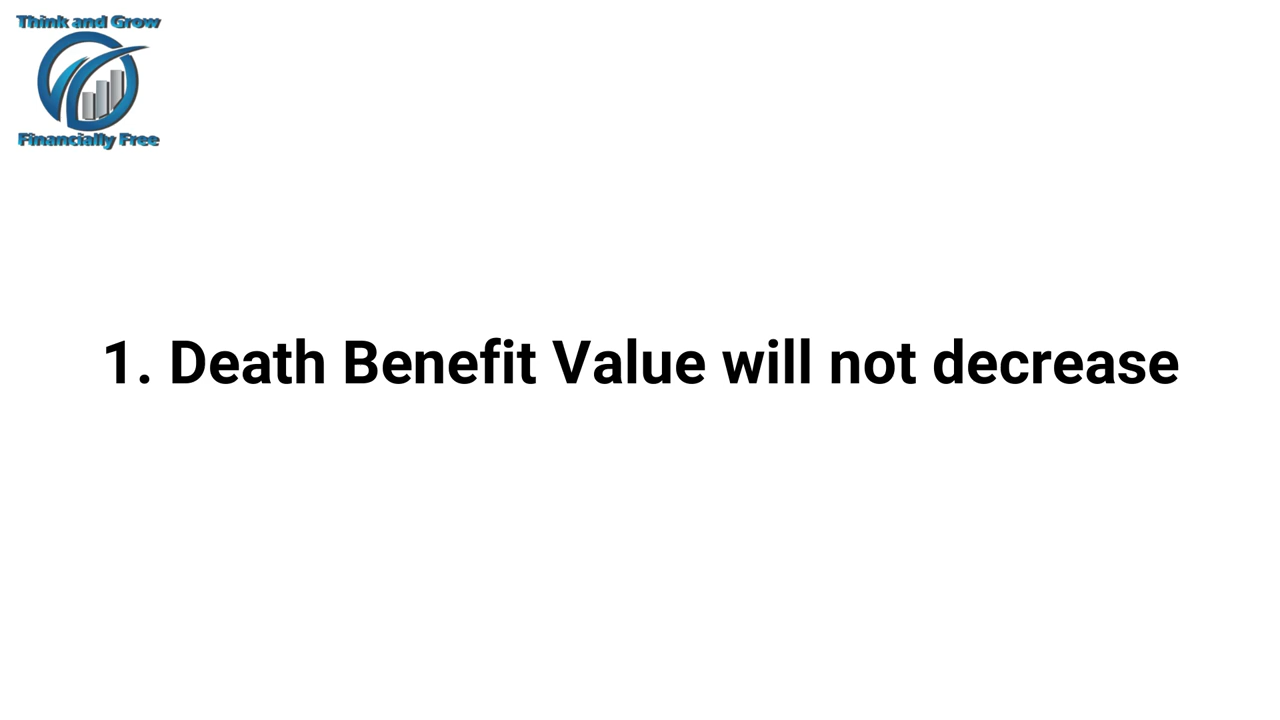 Think and Grow
Financially Free
1. Death Benefit Value will not decrease